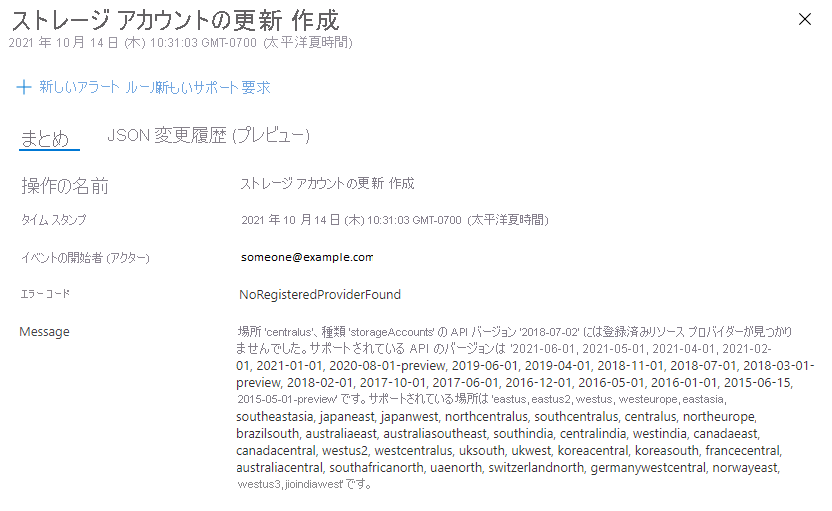 ストレージ アカウントの更新 作成
2021 年 10 月 14 日 (木) 10:31:03 GMT-0700 (太平洋夏時間)
+ 新しいアラート ルール新しいサポート要求
まとめ JSON 変更履歴 (プレビュー)
操作の名前 ストレージ アカウントの更新 作成
タイム スタンプ 2021 年 10 月 14 日 (木) 10:31:03 GMT-0700 (太平洋夏時間)
イベントの開始者 (アクター) someone@example.com
エラー コード NoRegisteredProviderFound
Message 場所 'centralus'、種類 'storageAccounts' の API バージョン '2018-07-02' には登録済みリソース プロバイダーが見つかり
ませんでした。サポートされている API のバージョンは '2021-06-01, 2021-05-01, 2021-04-01, 2021-02-
01, 2021-01-01, 2020-08-01-preview, 2019-06-01, 2019-04-01, 2018-11-01, 2018-07-01, 2018-03-01-
preview, 2018-02-01, 2017-10-01, 2017-06-01, 2016-12-01, 2016-05-01, 2016-01-01, 2015-06-15,
2015-05-01-preview' です。サポートされている場所は 'eastus, eastus2, westus, westeurope, eastasia,
southeastasia, japaneast, japanwest, northcentralus, southcentralus, centralus, northeurope,
brazilsouth, australiaeast, australiasoutheast, southindia, centralindia, westindia, canadaeast,
canadacentral, westus2, westcentralus, uksouth, ukwest, koreacentral, koreasouth, francecentral,
australiacentral, southafricanorth, uaenorth, switzerlandnorth, germanywestcentral, norwayeast,
westus3, jioindiawest' です。